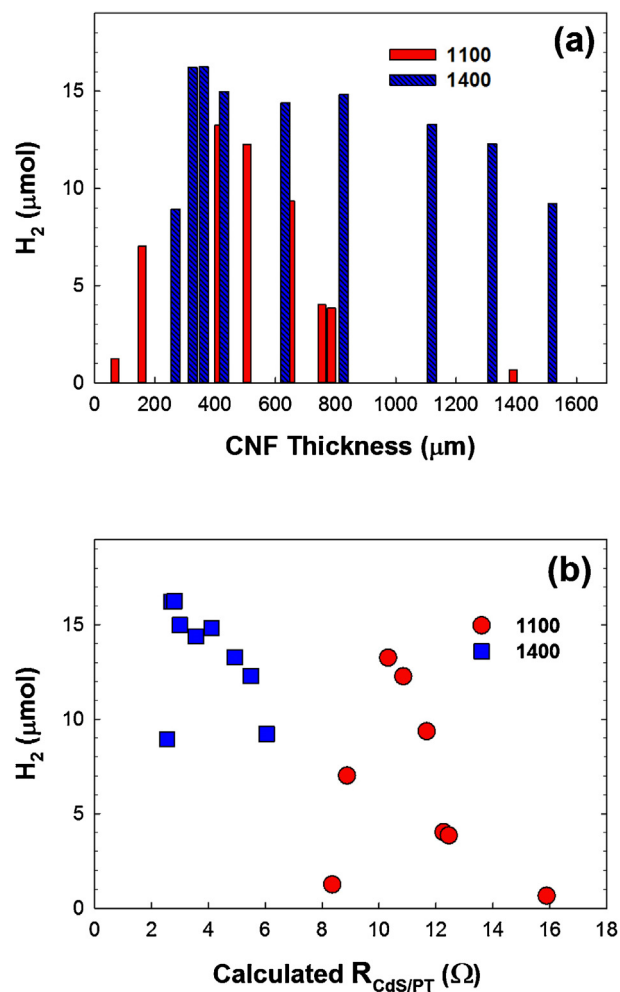 (a)
1100
1400
15
10
5
0
H₂ (μmol)
0 200 400 600 800 1000 1200 1400 1600
CNF Thickness (μm)
(b)
1100
1400
15
10
5
0
H₂ (μmol)
0 2 4 6 8 10 12 14 16 18
Calculated R_CdS/PT (Ω)